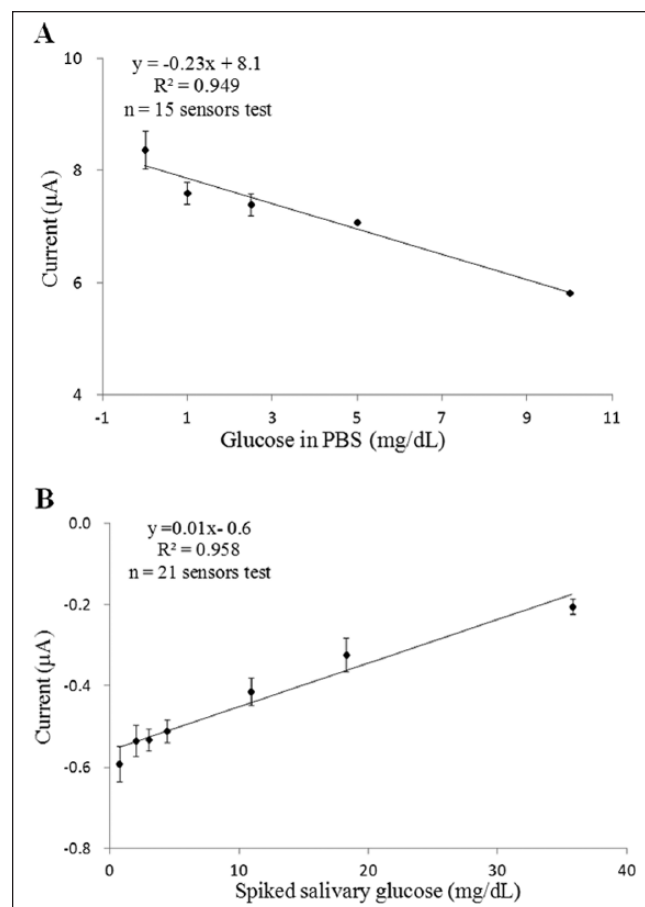 A
y = -0.23x + 8.1
R² = 0.949
n = 15 sensors test
10
8
6
4
Current (µA)
-1
1
3
5
7
9
11
Glucose in PBS (mg/dL)
B
y =0.01x- 0.6
R² = 0.958
n = 21 sensors test
0.0
-0.2
-0.4
-0.6
-0.8
Current (µA)
0
10
20
30
40
Spiked salivary glucose (mg/dL)